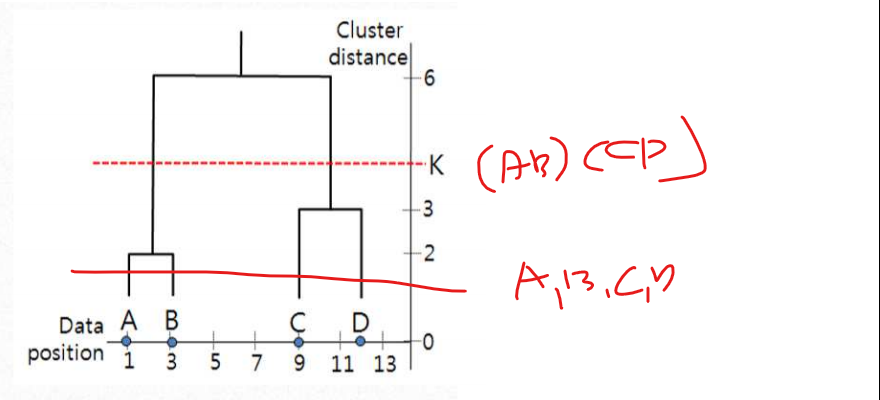 Cluster
distance
6
K
(AB) (CD)
3
2
A, B, C, D
A B C D
Data
position
0
1 3 5 7 9 11 13